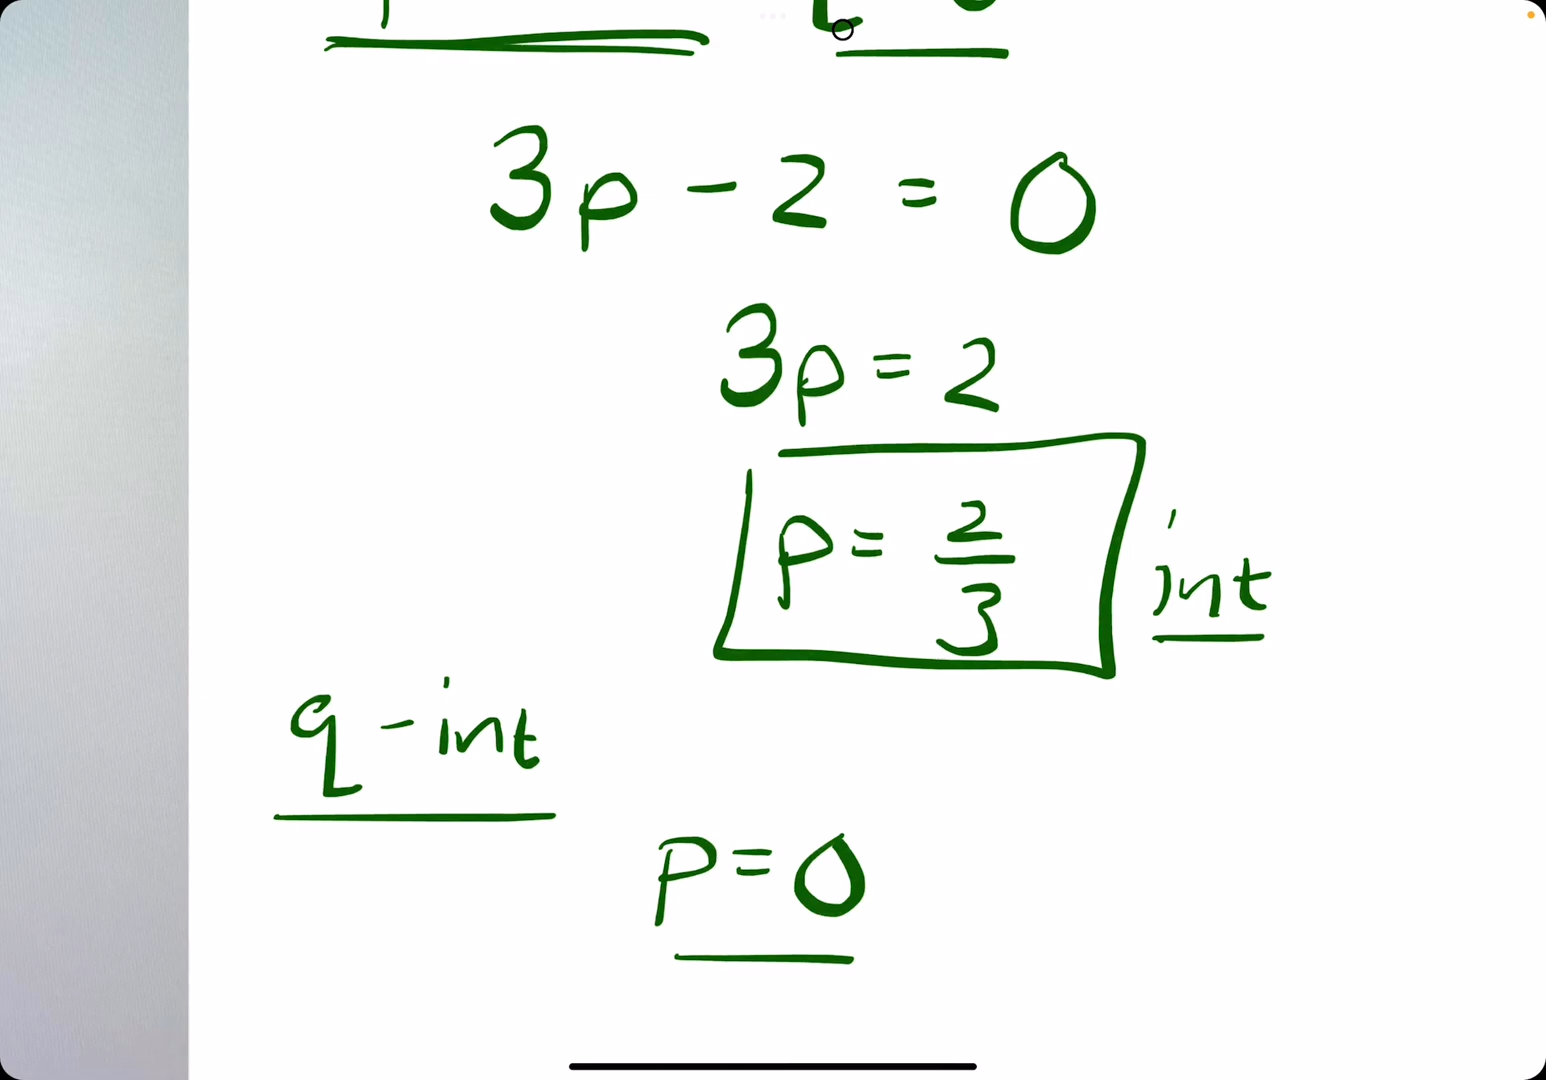 3p - 2 = 0
3p = 2
p = 2/3 int
q - int
p = 0